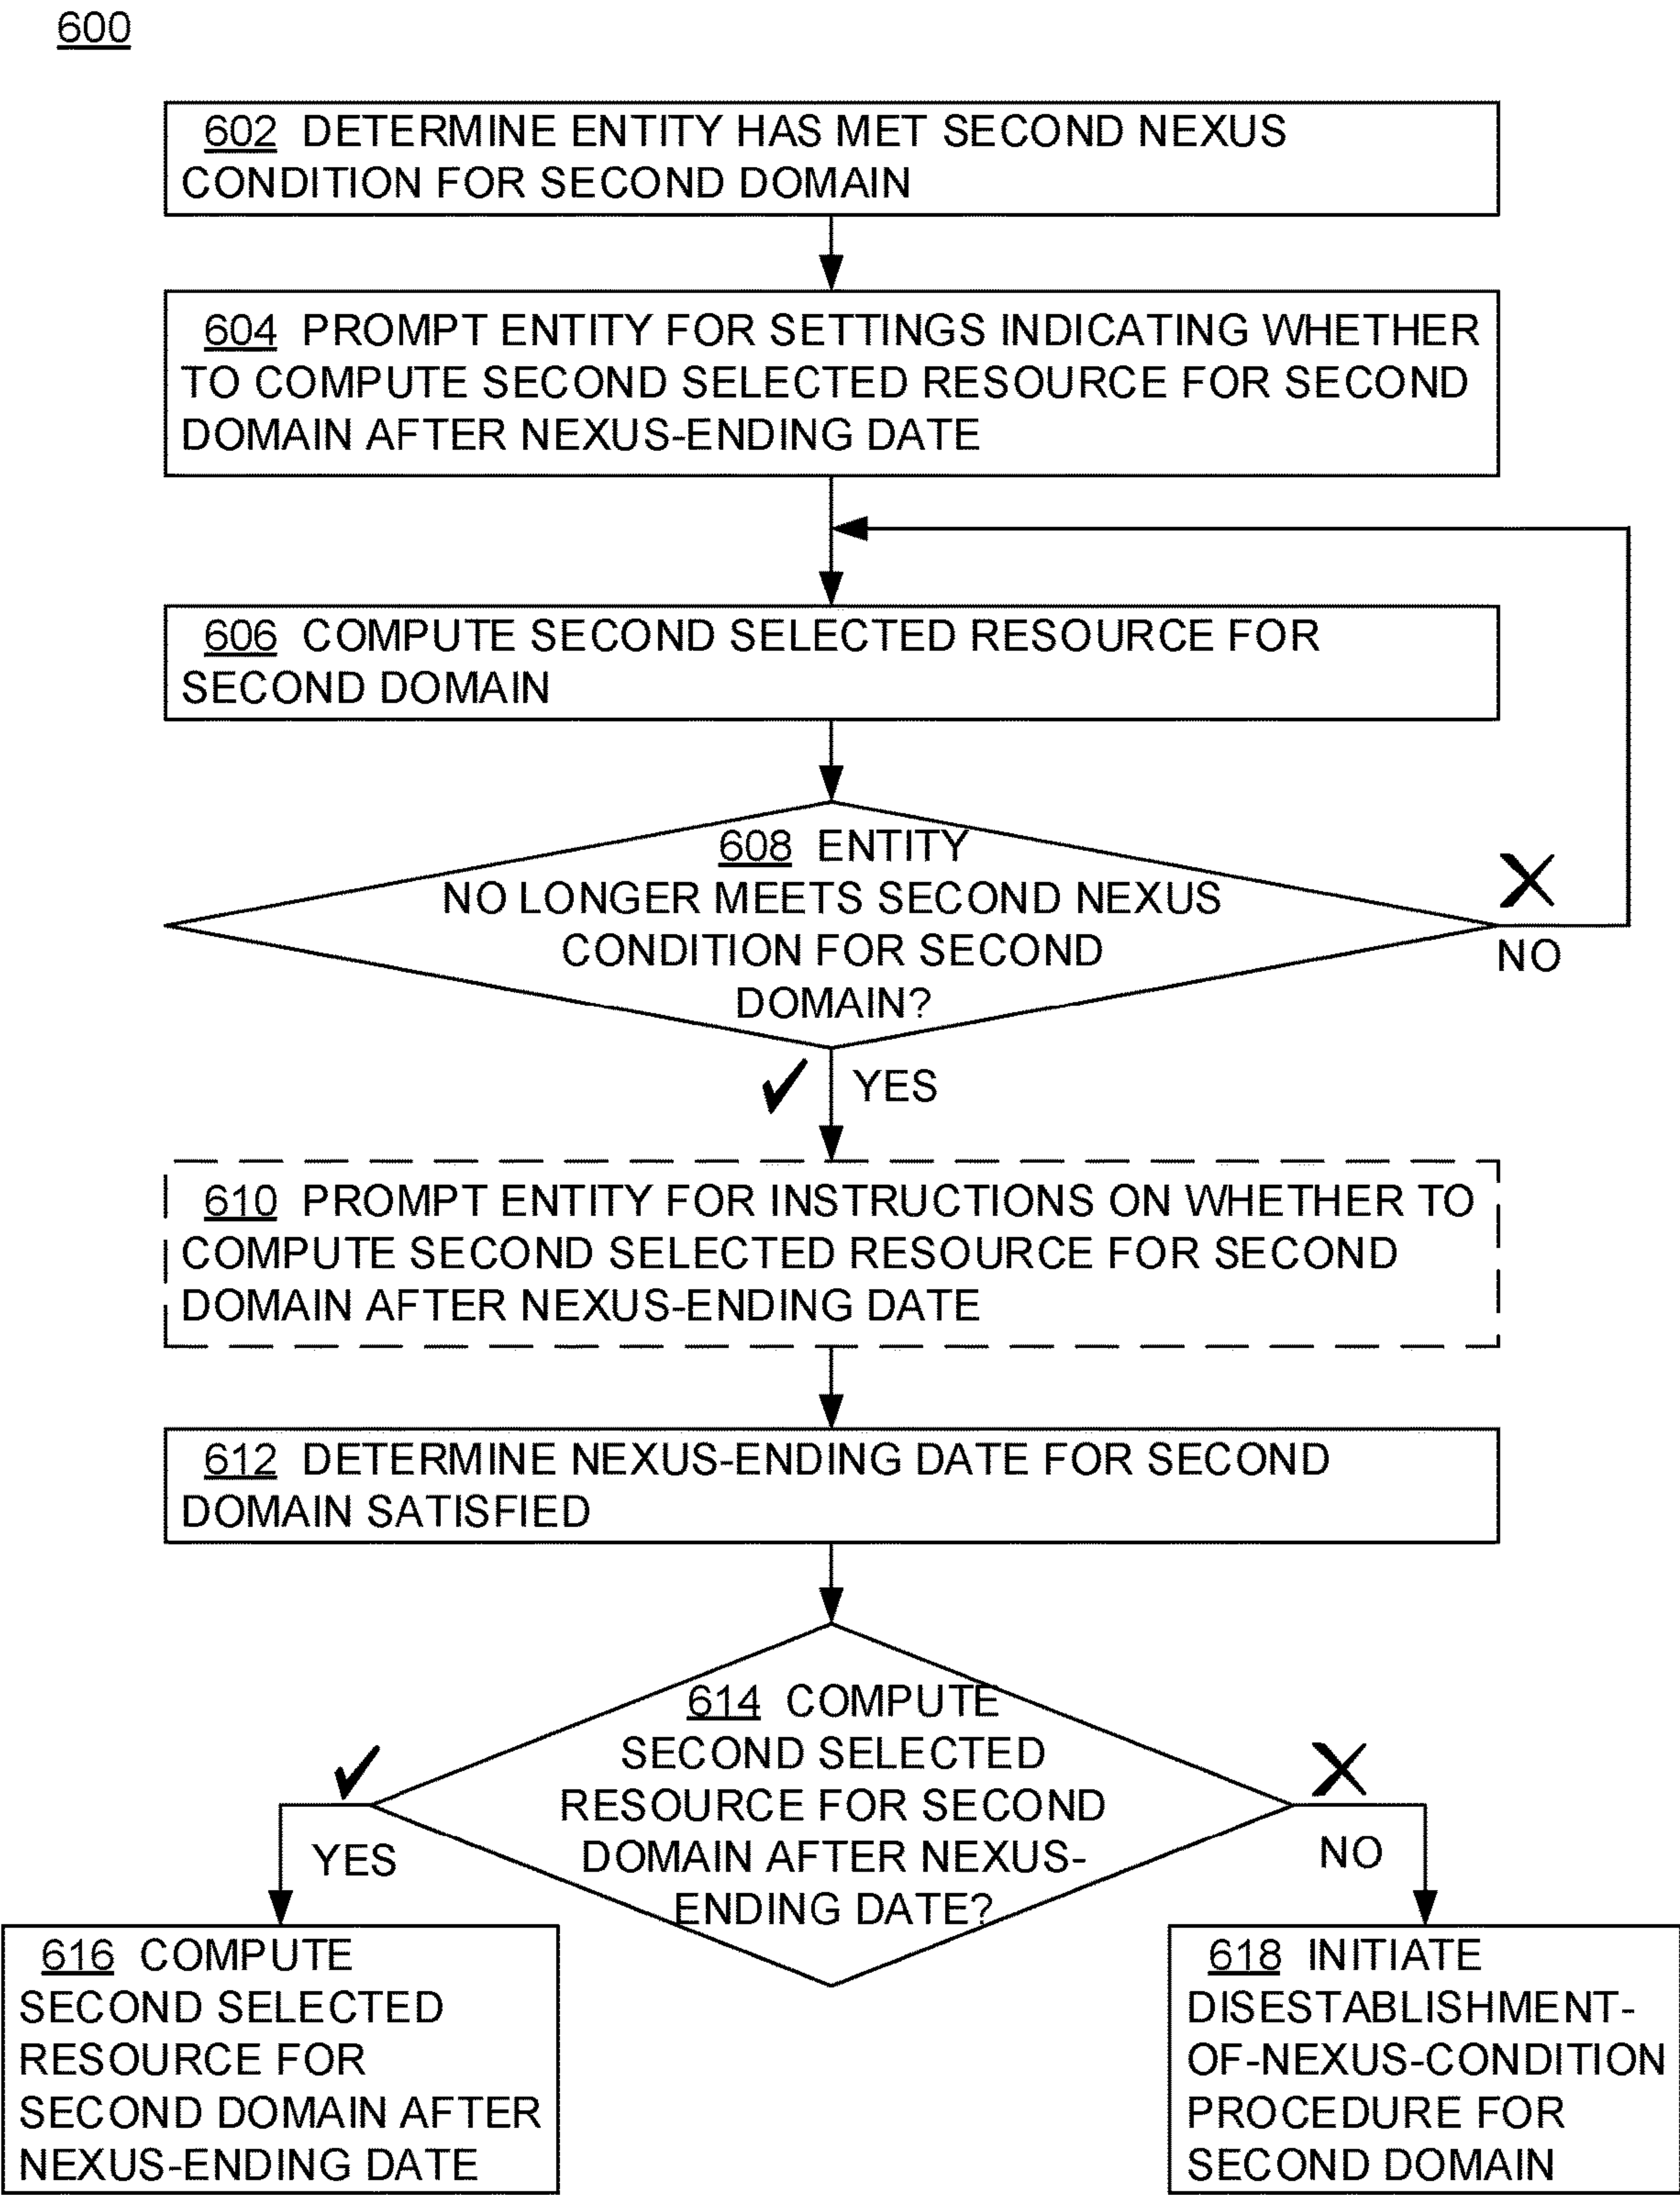 600
602 DETERMINE ENTITY HAS MET SECOND NEXUS
CONDITION FOR SECOND DOMAIN
604 PROMPT ENTITY FOR SETTINGS INDICATING WHETHER
TO COMPUTE SECOND SELECTED RESOURCE FOR SECOND
DOMAIN AFTER NEXUS-ENDING DATE
606 COMPUTE SECOND SELECTED RESOURCE FOR
SECOND DOMAIN
608 ENTITY
NO LONGER MEETS SECOND NEXUS
CONDITION FOR SECOND
DOMAIN?
NO
YES
610 PROMPT ENTITY FOR INSTRUCTIONS ON WHETHER TO
COMPUTE SECOND SELECTED RESOURCE FOR SECOND
DOMAIN AFTER NEXUS-ENDING DATE
612 DETERMINE NEXUS-ENDING DATE FOR SECOND
DOMAIN SATISFIED
614 COMPUTE
SECOND SELECTED
RESOURCE FOR SECOND
DOMAIN AFTER NEXUS-
ENDING DATE?
YES
NO
616 COMPUTE
SECOND SELECTED
RESOURCE FOR
SECOND DOMAIN AFTER
NEXUS-ENDING DATE
618 INITIATE
DISESTABLISHMENT-
OF-NEXUS-CONDITION
PROCEDURE FOR
SECOND DOMAIN